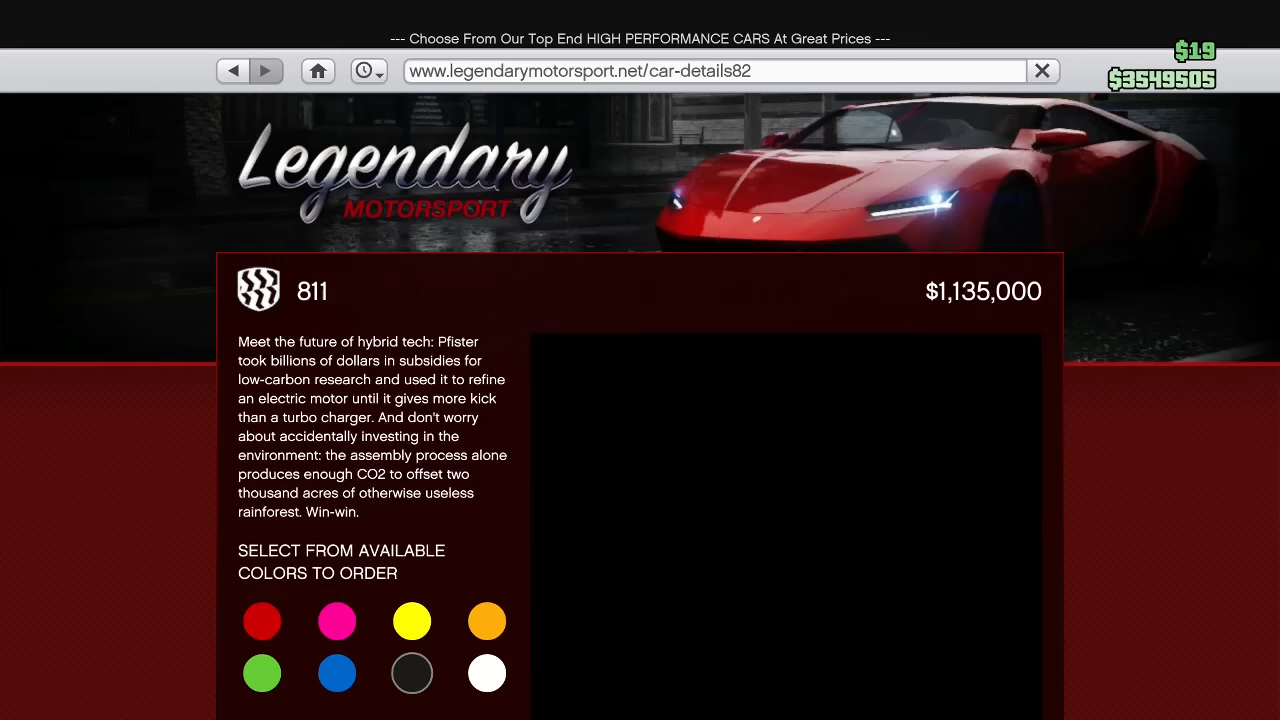 --- Choose From Our Top End HIGH PERFORMANCE CARS At Great Prices ---
$19
www.legendarymotorsport.net/car-details82
$3549505
Legendary
MOTORSPORT
811
$1,135,000
Meet the future of hybrid tech: Pfister
took billions of dollars in subsidies for
low-carbon research and used it to refine
an electric motor until it gives more kick
than a turbo charger. And don't worry
about accidentally investing in the
environment: the assembly process alone
produces enough CO2 to offset two
thousand acres of otherwise useless
rainforest. Win-win.
SELECT FROM AVAILABLE
COLORS TO ORDER